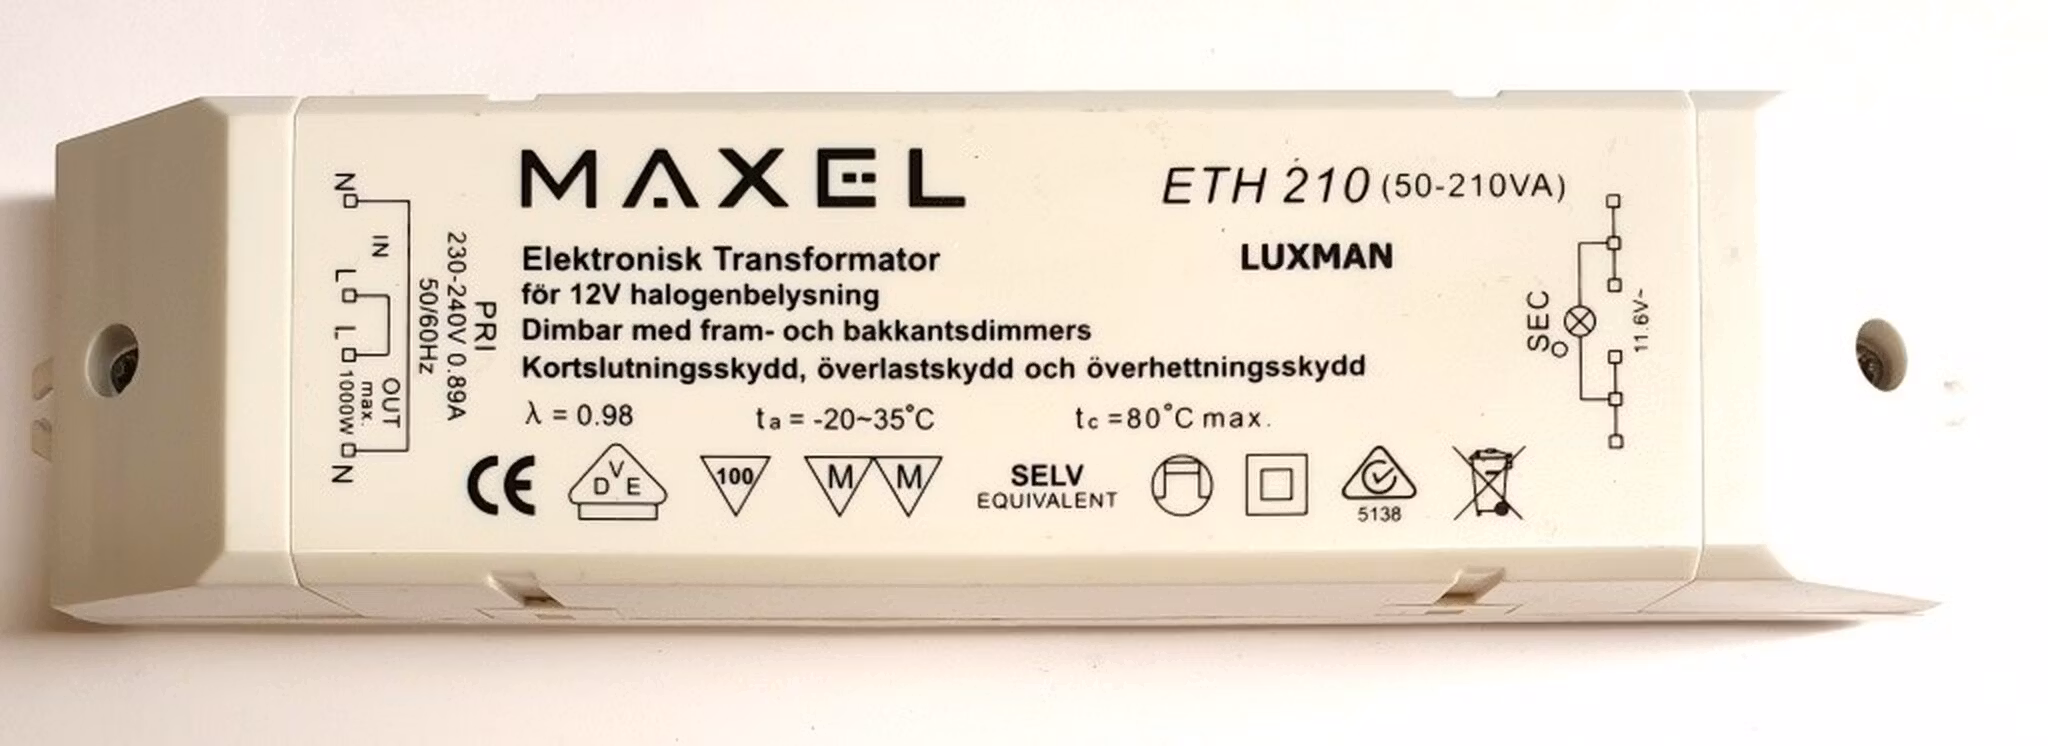 MAXEL
ETH 210 (50-210VA)
LUXMAN
Elektronisk Transformator
för 12V halogenbelysning
Dimbar med fram- och bakkantsdimmers
Kortslutningsskydd, överlastskydd och överhettningsskydd
λ = 0.98 ta = -20~35°C tc =80°C max.
CE
VDE
100
M M
SELV
EQUIVALENT
5138
PRI
230-240V 0.89A
50/60Hz
N
IN
L
L
OUT
max.
1000W
N
SEC
11.6V~